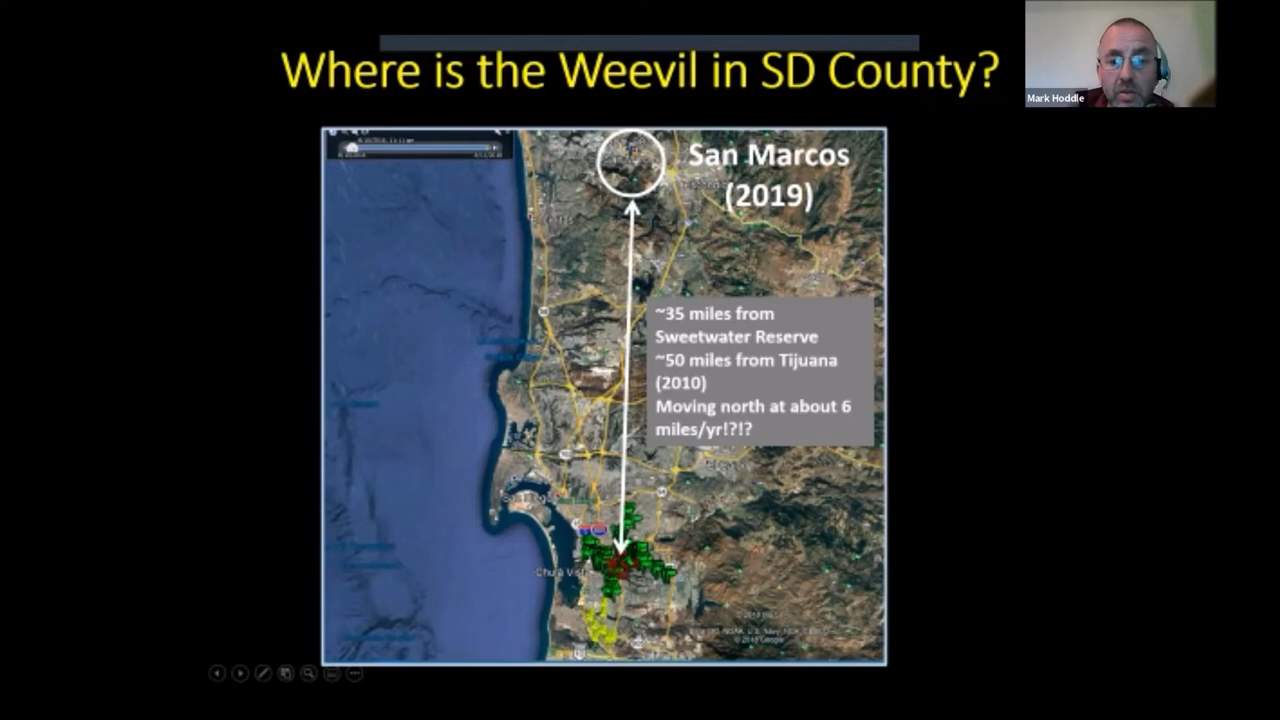 Where is the Weevil in SD County?
Mark Hoddle
San Marcos
(2019)
~35 miles from
Sweetwater Reserve
~50 miles from Tijuana
(2010)
Moving north at about 6
miles/yr!?!?
Chula Vista